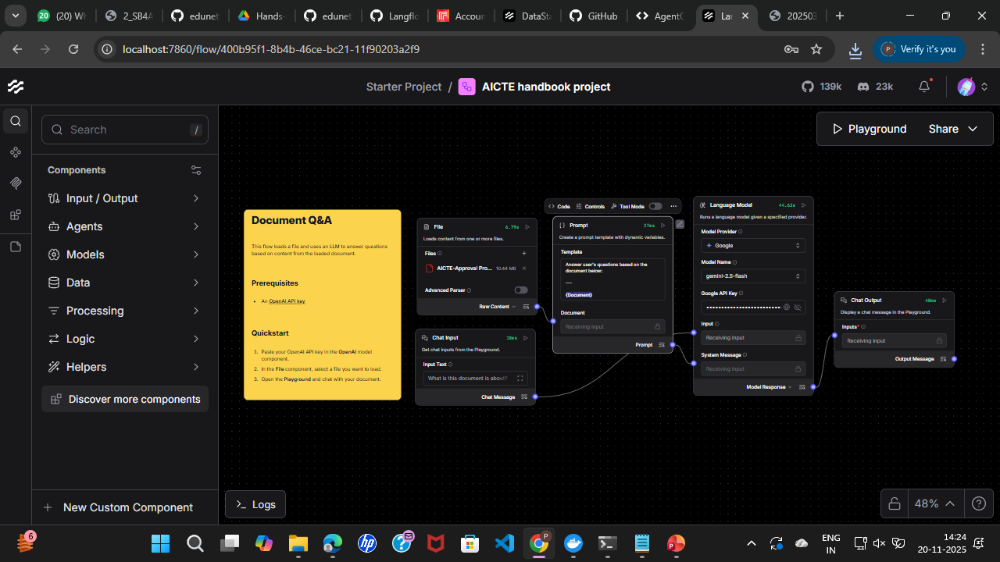 20
(20) WH
2_SB4A
edunet
Hands-
edunet
Langflo
Accoun
DataSta
GitHub
AgentC
Lan
202503
localhost:7860/flow/400b95f1-8b4b-46ce-bc21-11f90203a2f9
P
Verify it's you
Starter Project / AICTE handbook project
139k
23k
Search
/
Playground
Share
Components
Input / Output
Agents
Models
Data
Processing
Logic
Helpers
Discover more components
New Custom Component
Document Q&A
This flow loads a file and uses an LLM to answer questions
based on content from the loaded document.
Prerequisites
• An OpenAI API key
Quickstart
1. Paste your OpenAI API key in the OpenAI model
component.
2. In the File component, select a file you want to load.
3. Open the Playground and chat with your document.
File
6.79s
Loads content from one or more files.
Files
AICTE-Approval Pro...
10.44 MB
Advanced Parser
Raw Content
Chat Input
18ms
Get chat inputs from the Playground.
Input Text
What is this document is about?
Chat Message
Code
Controls
Tool Mode
Prompt
27ms
Create a prompt template with dynamic variables.
Template
Answer user's questions based on the
document below:
---
{Document}
Document
Receiving input
Prompt
Language Model
44.63s
Runs a language model given a specified provider.
Model Provider
Google
Model Name
gemini-2.5-flash
Google API Key
Input
Receiving input
System Message
Receiving input
Model Response
Chat Output
48ms
Display a chat message in the Playground.
Inputs*
Receiving input
Output Message
Logs
48%
6
P
ENG
IN
14:24
20-11-2025